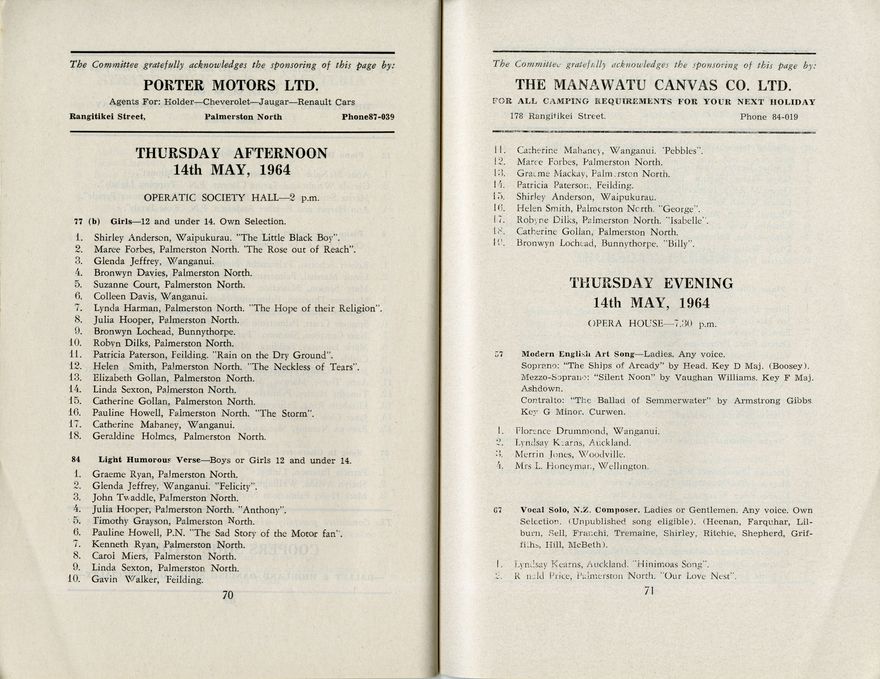 The Committee gratefully acknowledges the sponsoring of this page by:
PORTER MOTORS LTD.
Agents For: Holder—Cheverolet—Jaugar—Renault Cars
Rangitikei Street, Palmerston North Phone87-039
THURSDAY AFTERNOON
14th MAY, 1964
OPERATIC SOCIETY HALL—2 p.m.
77 (b) Girls—12 and under 14. Own Selection.
1. Shirley Anderson, Waipukurau. "The Little Black Boy".
2. Maree Forbes, Palmerston North. 'The Rose out of Reach".
3. Glenda Jeffrey, Wanganui.
4. Bronwyn Davies, Palmerston North.
5. Suzanne Court, Palmerston North.
6. Colleen Davis, Wanganui.
7. Lynda Harman, Palmerston North. "The Hope of their Religion".
8. Julia Hooper, Palmerston North.
9. Bronwyn Lochead, Bunnythorpe.
10. Robyn Dilks, Palmerston North.
11. Patricia Paterson, Feilding. "Rain on the Dry Ground".
12. Helen Smith, Palmerston North. "The Neckless of Tears".
13. Elizabeth Gollan, Palmerston North.
14. Linda Sexton, Palmerston North.
15. Catherine Gollan, Palmerston North.
16. Pauline Howell, Palmerston North. "The Storm".
17. Catherine Mahaney, Wanganui.
18. Geraldine Holmes, Palmerston North.
84 Light Humorous Verse—Boys or Girls 12 and under 14.
1. Graeme Ryan, Palmerston North.
2. Glenda Jeffrey, Wanganui. "Felicity".
3. John Twaddle, Palmerston North.
4. Julia Hooper, Palmerston North. "Anthony".
5. Timothy Grayson, Palmerston North.
6. Pauline Howell, P.N. "The Sad Story of the Motor fan".
7. Kenneth Ryan, Palmerston North.
8. Carol Miers, Palmerston North.
9. Linda Sexton, Palmerston North.
10. Gavin Walker, Feilding.
70
The Committee gratefully acknowledges the sponsoring of this page by:
THE MANAWATU CANVAS CO. LTD.
FOR ALL CAMPING REQUIREMENTS FOR YOUR NEXT HOLIDAY
178 Rangitikei Street. Phone 84-019
11. Catherine Mahaney, Wanganui. 'Pebbles".
12. Maree Forbes, Palmerston North.
13. Graeme Mackay, Palmerston North.
14. Patricia Paterson, Feilding.
15. Shirley Anderson, Waipukurau.
16. Helen Smith, Palmerston North. "George".
17. Robyne Dilks, Palmerston North. "Isabelle".
18. Catherine Gollan, Palmerston North.
19. Bronwyn Lochead, Bunnythorpe. "Billy".
THURSDAY EVENING
14th MAY, 1964
OPERA HOUSE—7.30 p.m.
57 Modern English Art Song—Ladies. Any voice.
Soprano: "The Ships of Arcady" by Head. Key D Maj. (Boosey).
Mezzo-Soprano: "Silent Noon" by Vaughan Williams. Key F Maj.
Ashdown.
Contralto: "The Ballad of Semmerwater" by Armstrong Gibbs
Key G Minor. Curwen.
1. Florence Drummond, Wanganui.
2. Lyndsay Kearns, Auckland.
3. Merrin Jones, Woodville.
4. Mrs L. Honeymar, Wellington.
67 Vocal Solo, N.Z. Composer. Ladies or Gentlemen. Any voice. Own
Selection. (Unpublished song eligible). (Heenan, Farquhar, Lil-
burn, Sell, Franchi, Tremaine, Shirley, Ritchie, Shepherd, Grif-
fiths, Hill, McBeth).
1. Lyndsay Kearns, Auckland. "Hinimoas Song".
2. Ronald Price, Palmerston North. "Our Love Nest".
71